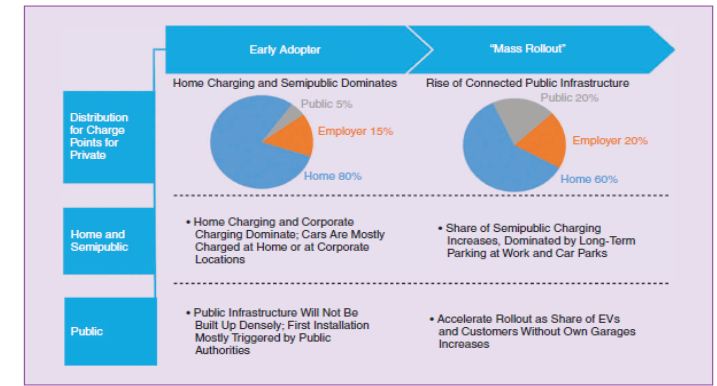 Early Adopter
“Mass Rollout”
Distribution
for Charge
Points for
Private
Home Charging and Semipublic Dominates
Public 5%
Employer 15%
Home 80%
Rise of Connected Public Infrastructure
Public 20%
Employer 20%
Home 60%
Home and
Semipublic
• Home Charging and Corporate
Charging Dominate; Cars Are Mostly
Charged at Home or at Corporate
Locations
• Share of Semipublic Charging
Increases, Dominated by Long-Term
Parking at Work and Car Parks
Public
• Public Infrastructure Will Not Be
Built Up Densely; First Installation
Mostly Triggered by Public
Authorities
• Accelerate Rollout as Share of EVs
and Customers Without Own Garages
Increases